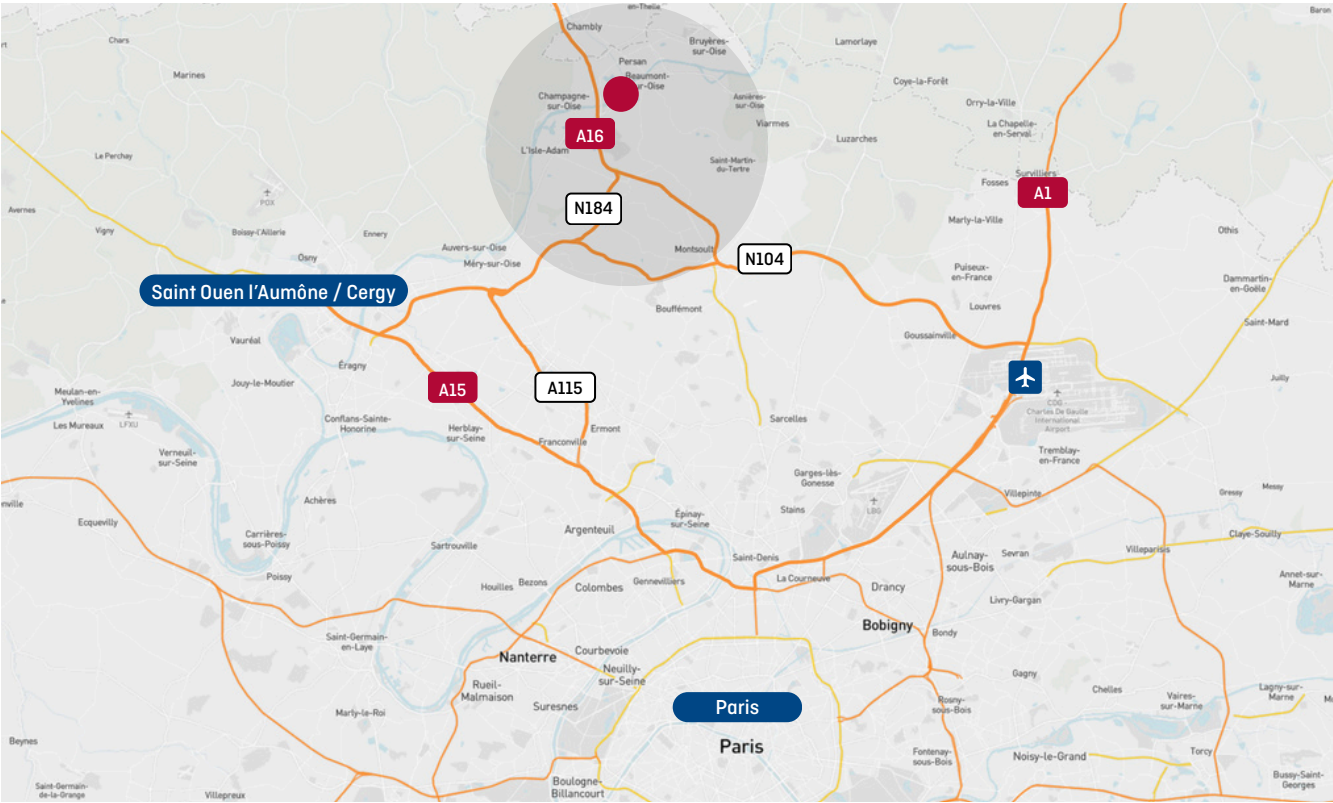 en-Thelle
Baron
Chambly
Chars
Bruyères-
sur-Oise
Lamorlaye
Persan
Marines
Beaumont-
sur-Oise
Coye-la-Forêt
Champagne-
sur-Oise
Asnières-
sur-Oise
Orry-la-Ville
Viarmes
La Chapelle-
en-Serval
A16
Luzarches
L'Isle-Adam
Le Perchay
Saint-Martin-
du-Tertre
Survilliers
Fosses
A1
POX
Avernes
N184
Marly-la-Ville
Vigny
Boissy-l'Aillerie
Ennery
Othis
Auvers-sur-Oise
Montsoult
Osny
N104
Méry-sur-Oise
Puiseux-
en-France
Dammartin-
en-Goële
Saint Ouen l'Aumône / Cergy
Louvres
Bouffémont
Saint-Mard
Vauréal
Goussainville
Éragny
Juilly
Jouy-le-Moutier
A15
A115
Meulan-en-
Yvelines
CDG -
Charles De Gaulle
International
Airport
LFXU
Les Mureaux
Conflans-Sainte-
Honorine
Herblay-
sur-Seine
Ermont
Sarcelles
Franconville
Verneuil-
sur-Seine
Tremblay-
en-France
Garges-lès-
Gonesse
Villepinte
Gressy
Messy
Achères
LBG
nville
Stains
Ecquevilly
Épinay-
sur-Seine
Argenteuil
Carrières-
sous-Poissy
Claye-Souilly
Sartrouville
Villeparisis
Saint-Denis
Aulnay-
sous-Bois
Sevran
Poissy
La Courneuve
Annet-sur-
Marne
Houilles
Bezons
Colombes
Gennevilliers
Drancy
Livry-Gargan
Bobigny
Bondy
Saint-Germain-
en-Laye
Courbevoie
Nanterre
Neuilly-
sur-Seine
Gagny
Rueil-
Malmaison
Chelles
Vaires-
sur-Marne
Lagny-sur-
Marne
Suresnes
Paris
Rosny-
sous-Bois
Marly-le-Roi
Beynes
Paris
Fontenay-
sous-Bois
Noisy-le-Grand
Torcy
Saint-Germain-
de-la-Grange
Villepreux
Boulogne-
Billancourt
Bussy-Saint-
Georges